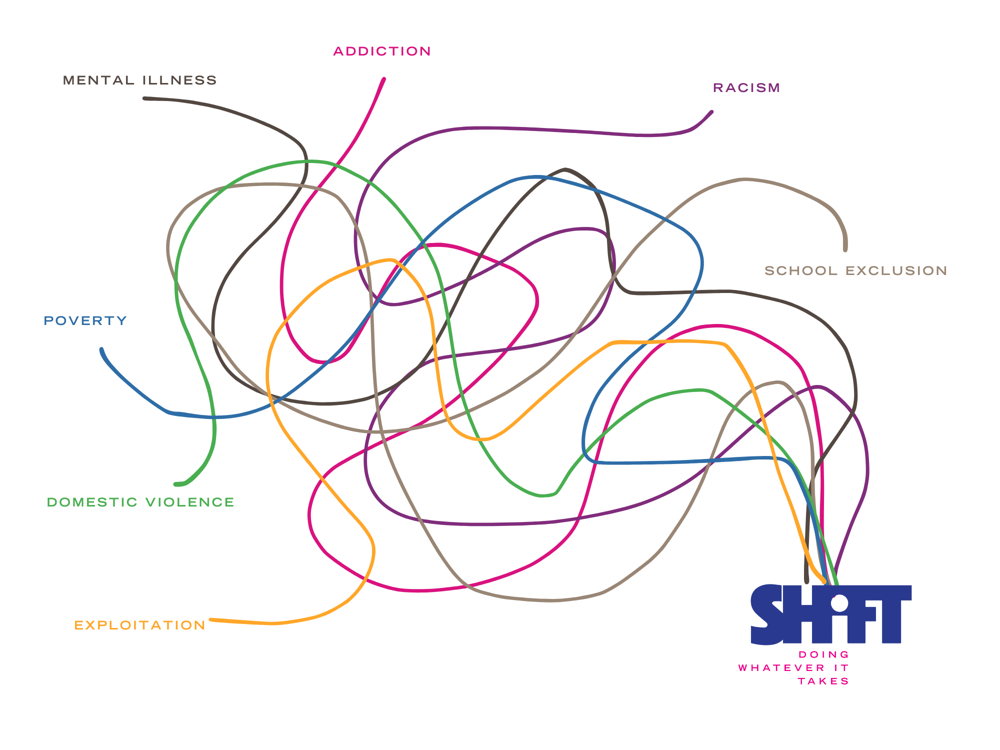 ADDICTION
MENTAL ILLNESS
RACISM
SCHOOL EXCLUSION
POVERTY
DOMESTIC VIOLENCE
EXPLOITATION
SHiFT
DOING
WHATEVER IT
TAKES